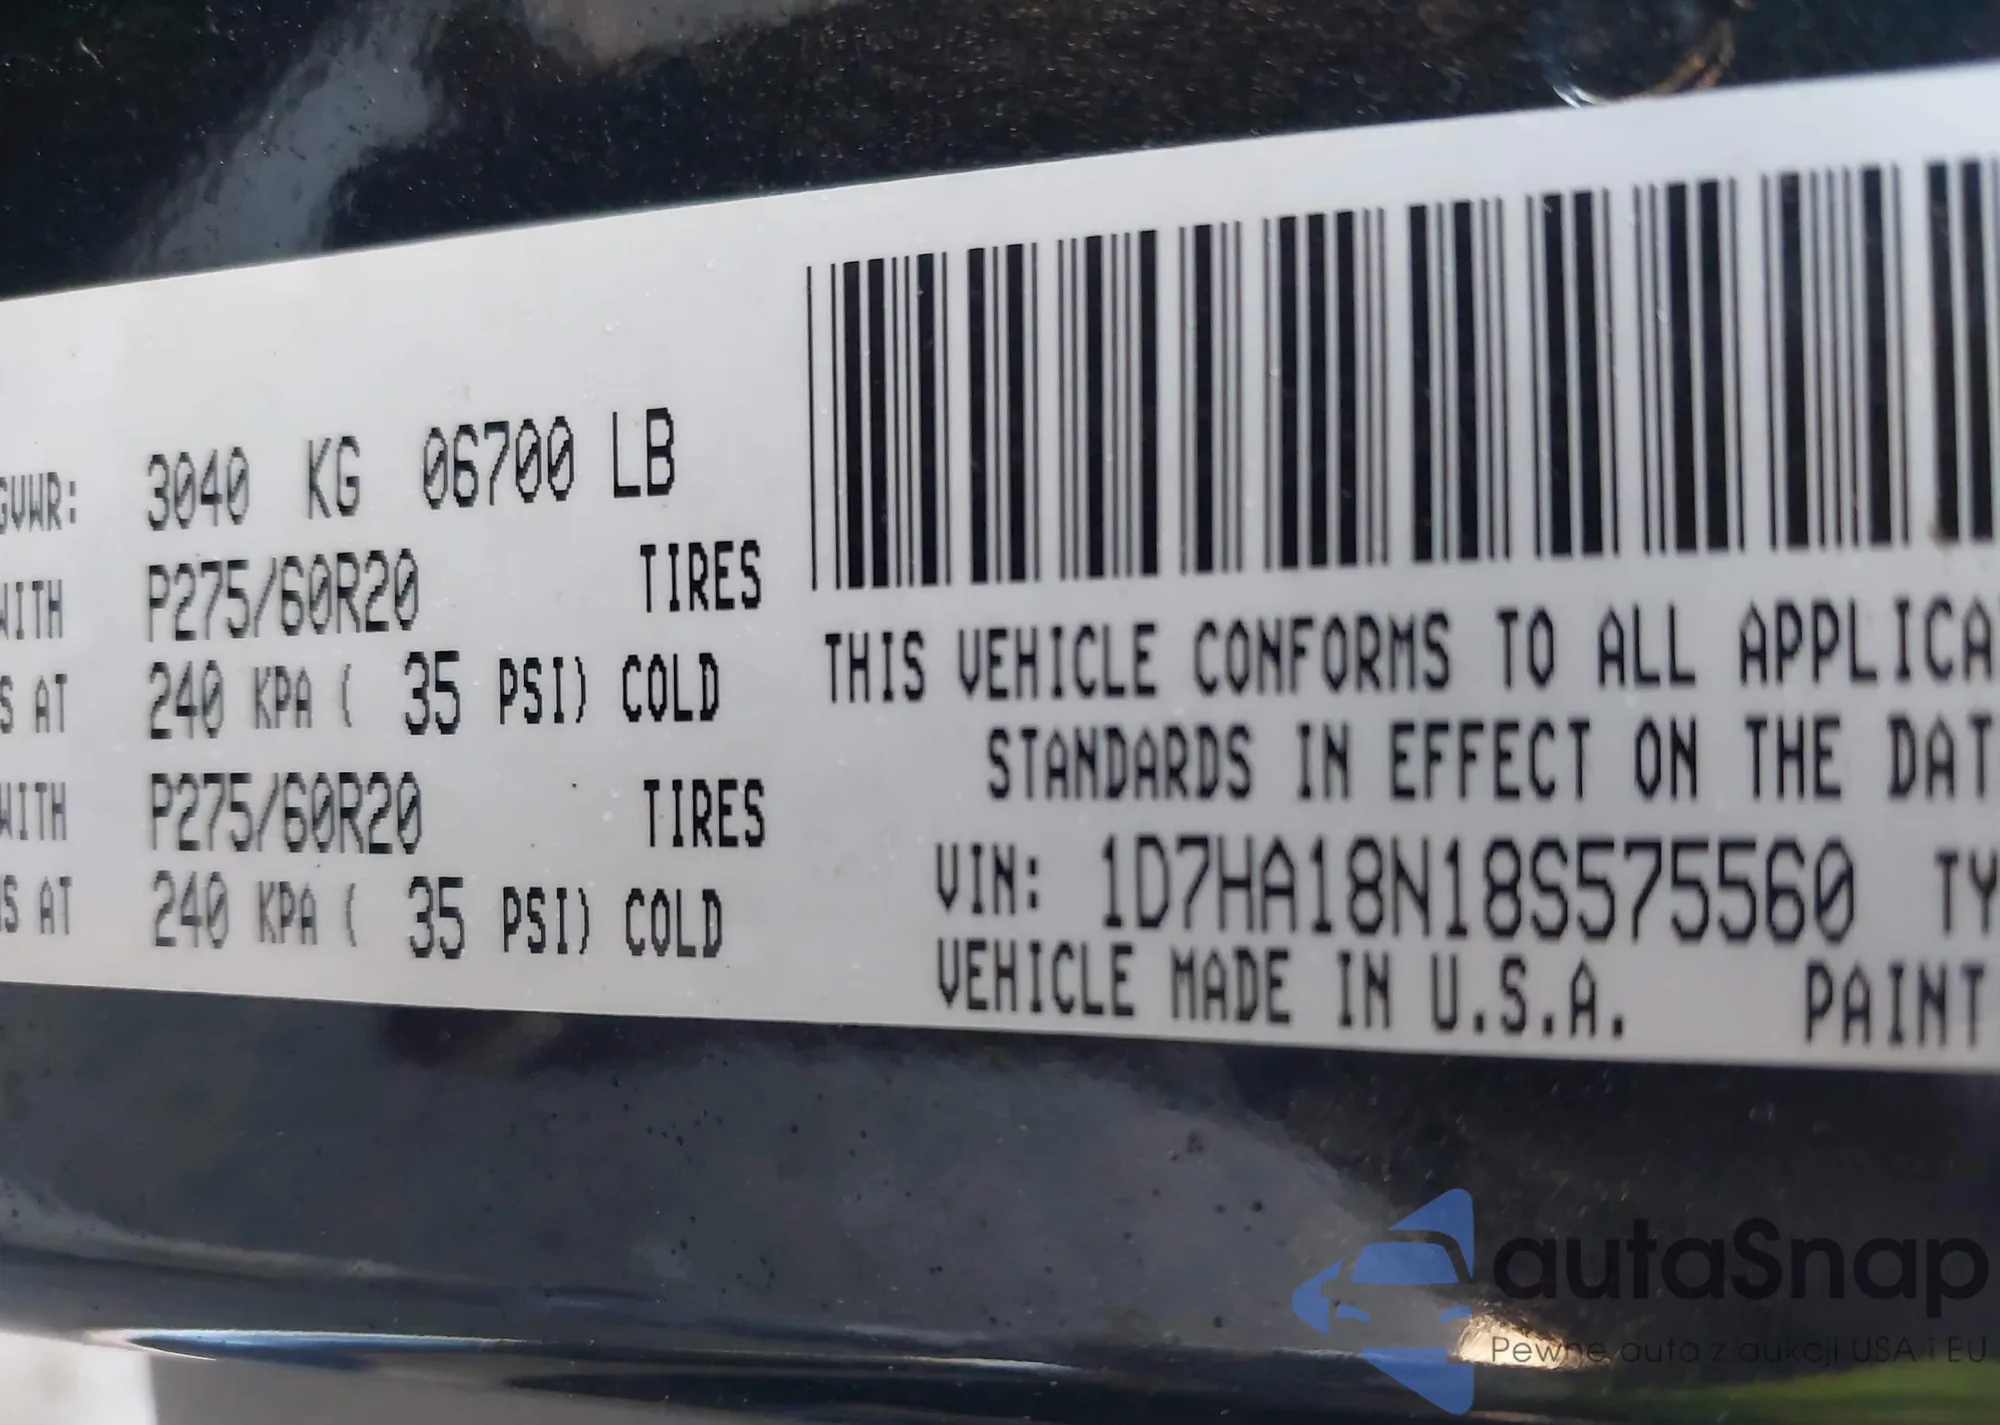 GVWR: 3040 KG 06700 LB
WITH P275/60R20 TIRES
S AT 240 KPA ( 35 PSI) COLD
WITH P275/60R20 TIRES
S AT 240 KPA ( 35 PSI) COLD
THIS VEHICLE CONFORMS TO ALL APPLICA
STANDARDS IN EFFECT ON THE DAT
VIN: 1D7HA18N18S575560 TY
VEHICLE MADE IN U.S.A. PAINT
autaSnap
Pewne auta z aukcji USA i EU